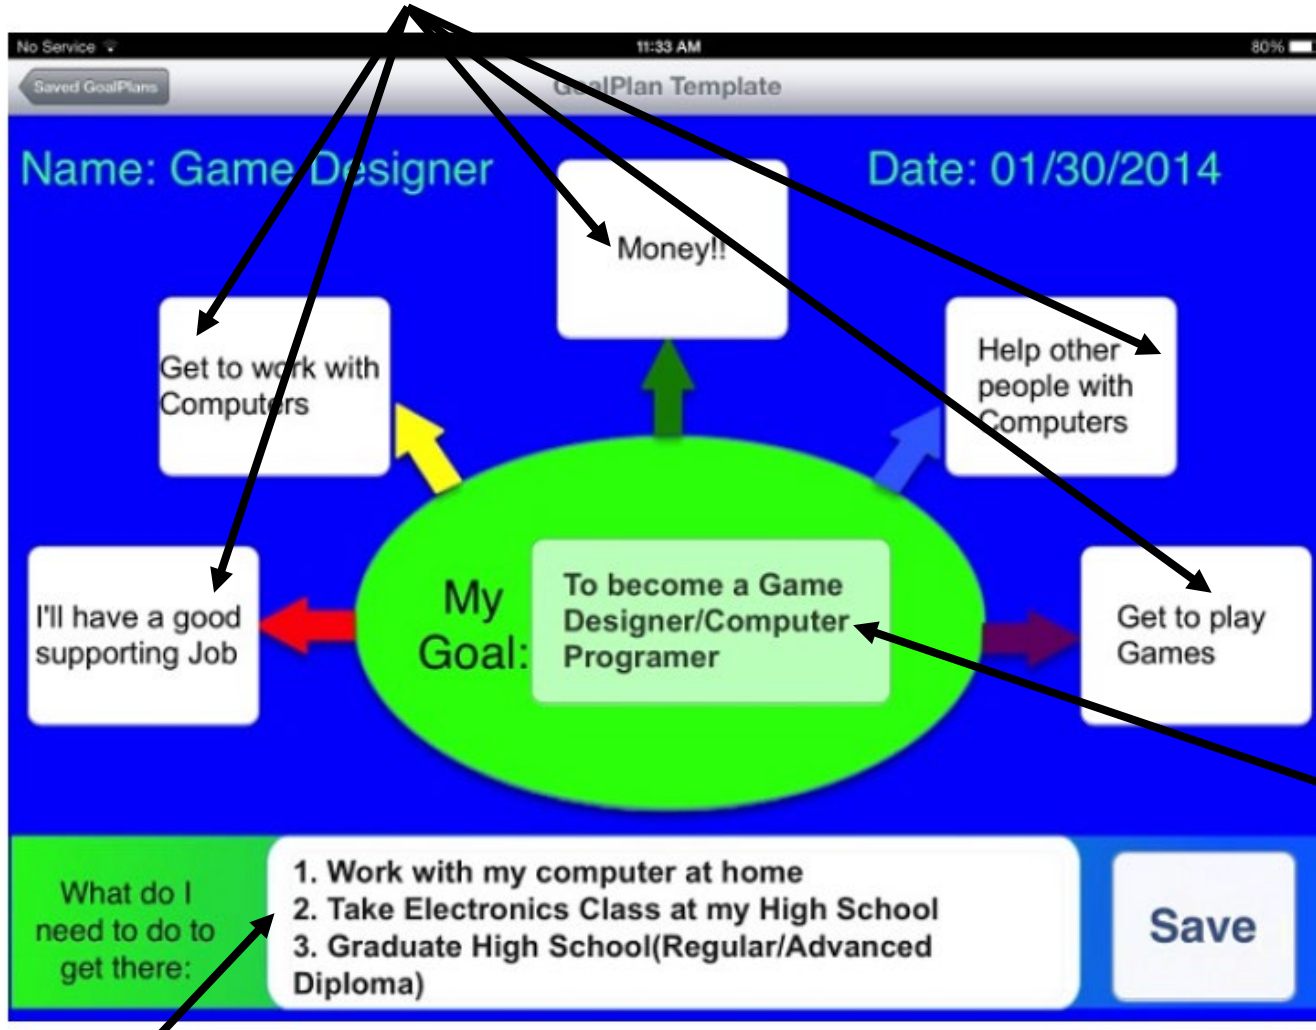 No Service
11:33 AM
80%
Saved GoalPlans
GoalPlan Template
Name: Game Designer
Date: 01/30/2014
Money!!
Get to work with
Computers
Help other
people with
Computers
I'll have a good
supporting Job
My
Goal:
To become a Game
Designer/Computer
Programer
Get to play
Games
What do I
need to do to
get there:
1. Work with my computer at home
2. Take Electronics Class at my High School
3. Graduate High School(Regular/Advanced
Diploma)
Save